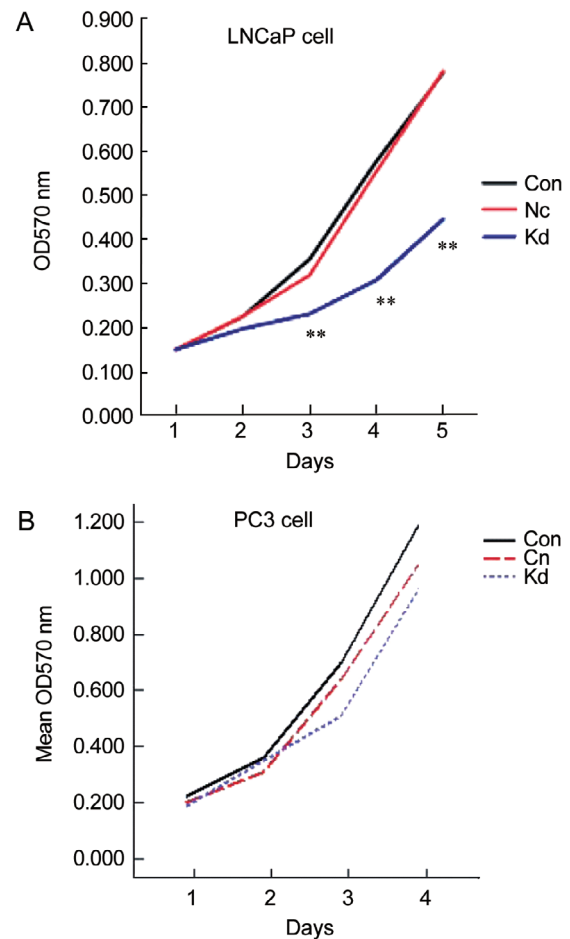 A
LNCaP cell
OD570 nm
0.900
0.800
0.700
0.600
0.500
0.400
0.300
0.200
0.100
0.000
**
**
**
1 2 3 4 5
Days
Con
Nc
Kd
B
PC3 cell
Mean OD570 nm
1.200
1.000
0.800
0.600
0.400
0.200
0.000
1 2 3 4
Days
Con
Cn
Kd